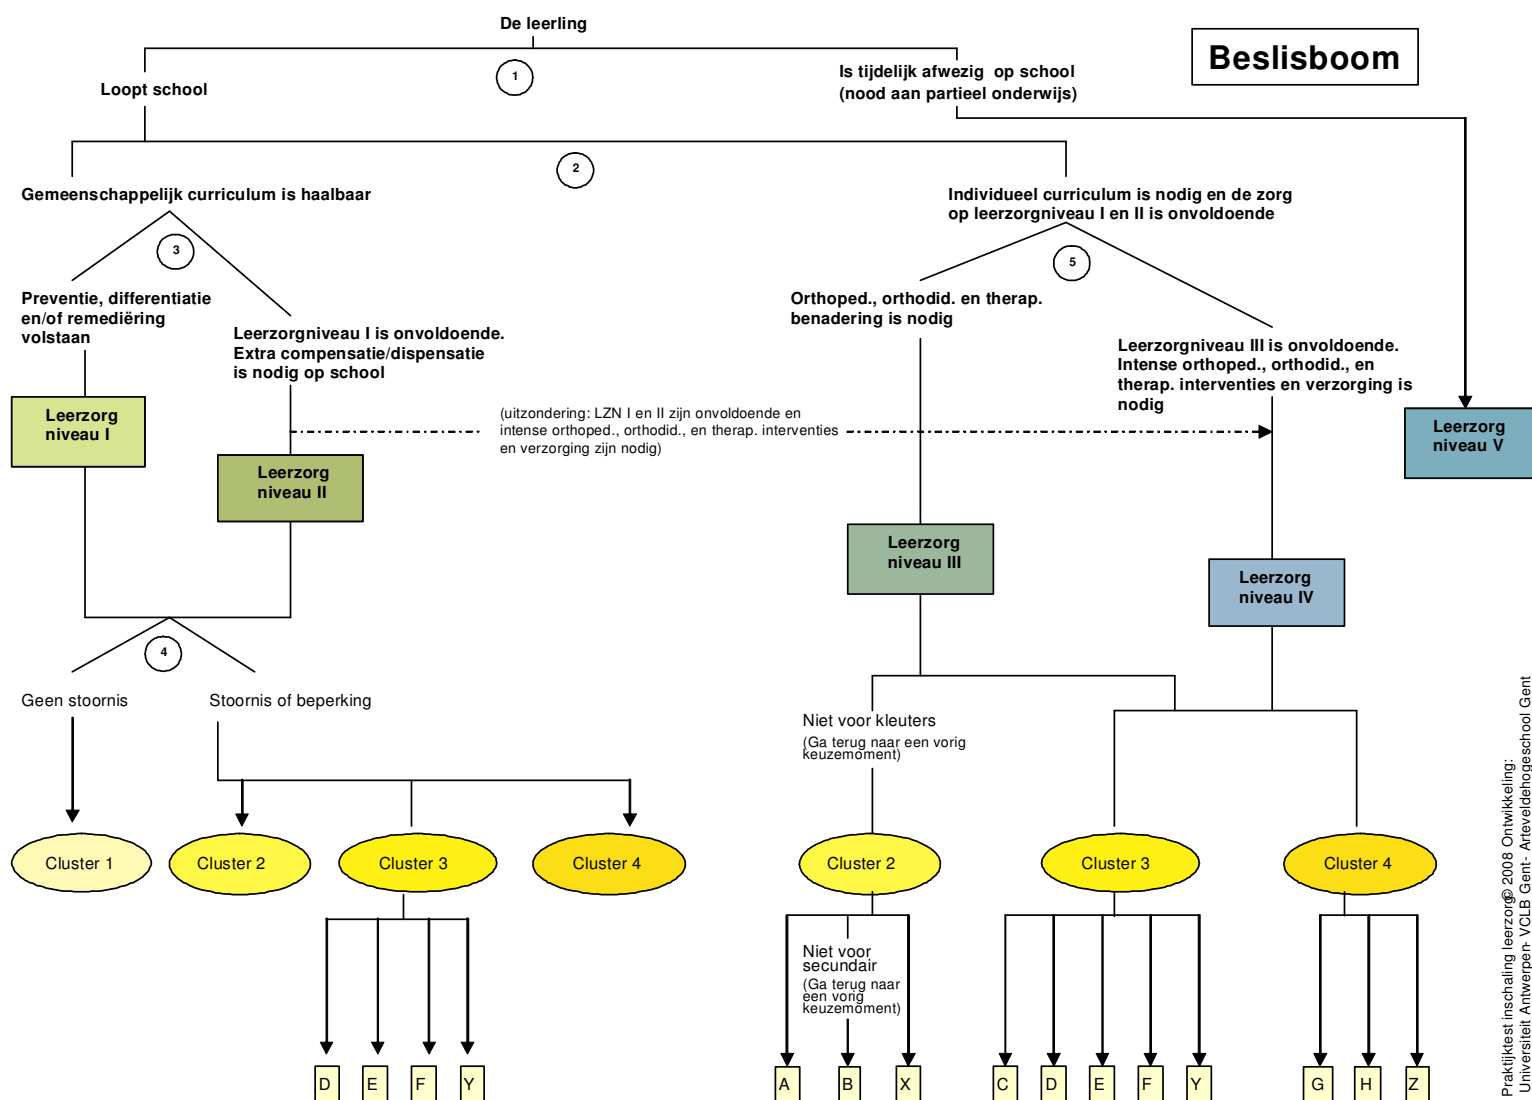 De leerling
Beslisboom
1
Loopt school
Is tijdelijk afwezig op school
(nood aan partieel onderwijs)
2
Gemeenschappelijk curriculum is haalbaar
Individueel curriculum is nodig en de zorg
op leerzorgniveau I en II is onvoldoende
3
5
Preventie, differentiatie
en/of remediëring
volstaan
Leerzorgniveau I is onvoldoende.
Extra compensatie/dispensatie
is nodig op school
Orthoped., orthodid. en therap.
benadering is nodig
Leerzorgniveau III is onvoldoende.
Intense orthoped., orthodid., en
therap. interventies en verzorging is
nodig
Leerzorg
niveau I
(uitzondering: LZN I en II zijn onvoldoende en
intense orthoped., orthodid., en therap. interventies
en verzorging zijn nodig)
Leerzorg
niveau V
Leerzorg
niveau II
Leerzorg
niveau III
Leerzorg
niveau IV
4
Geen stoornis
Stoornis of beperking
Niet voor kleuters
(Ga terug naar een vorig
keuzemoment)
Cluster 1
Cluster 2
Cluster 3
Cluster 4
Cluster 2
Cluster 3
Cluster 4
Niet voor
secundair
(Ga terug naar
een vorig
keuzemoment)
D
E
F
Y
A
B
X
C
D
E
F
Y
G
H
Z
Praktijktest inschaling leerzorg© 2008 Ontwikkeling:
Universiteit Antwerpen- VCLB Gent- Arteveldehogeschool Gent